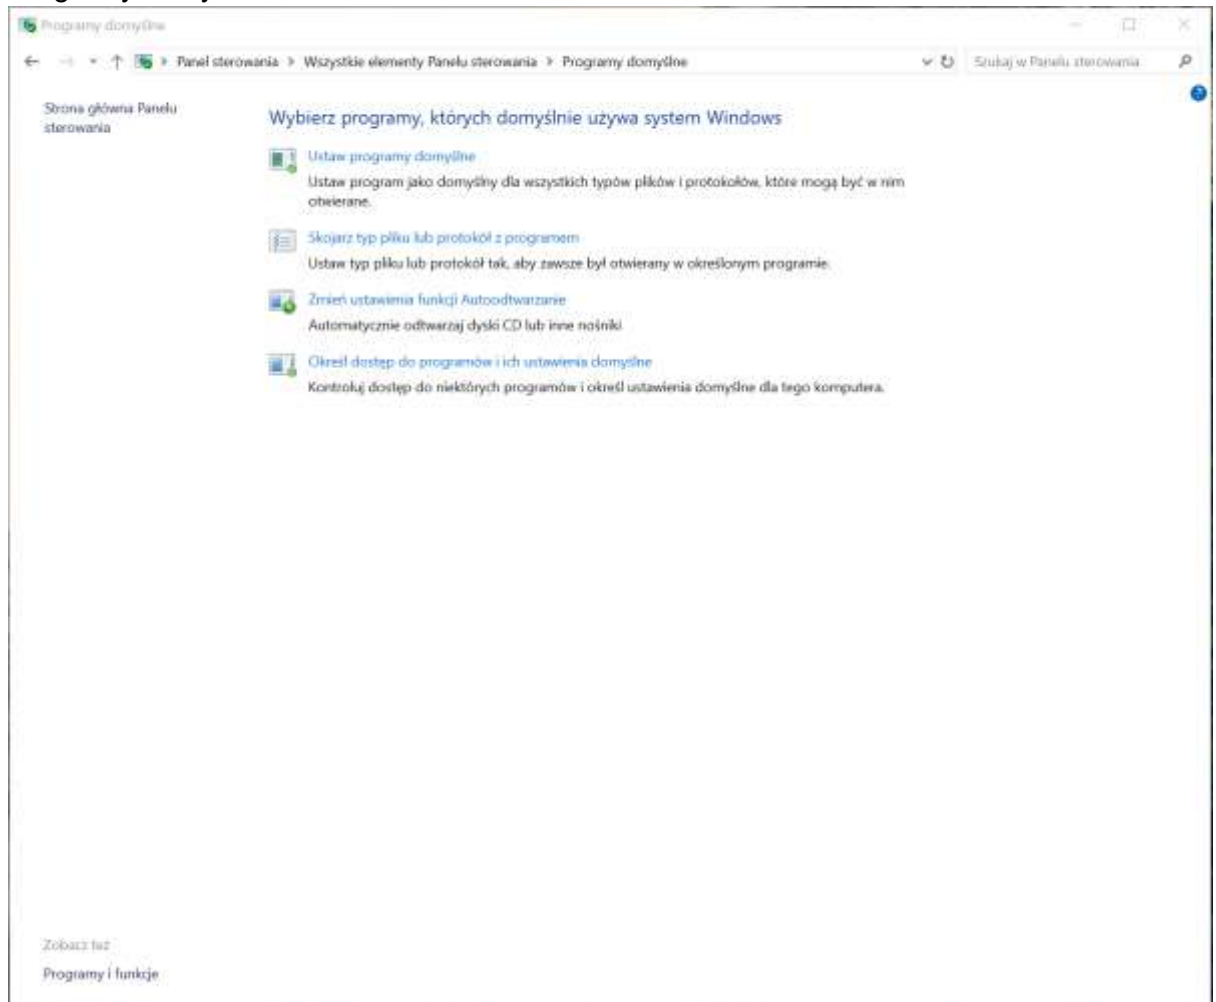 Programy domyślne
Panel sterowania > Wszystkie elementy Panelu sterowania > Programy domyślne
Szukaj w Panelu sterowania
Strona główna Panelu
sterowania
Wybierz programy, których domyślnie używa system Windows
Ustaw programy domyślne
Ustaw program jako domyślny dla wszystkich typów plików i protokołów, które mogą być w nim
otwierane.
Skojarz typ pliku lub protokół z programem
Ustaw typ pliku lub protokół tak, aby zawsze był otwierany w określonym programie.
Zmień ustawienia funkcji Autoodtwarzanie
Automatycznie odtwarzaj dyski CD lub inne nośniki
Określ dostęp do programów i ich ustawienia domyślne
Kontroluj dostęp do niektórych programów i określ ustawienia domyślne dla tego komputera.
Zobacz też
Programy i funkcje